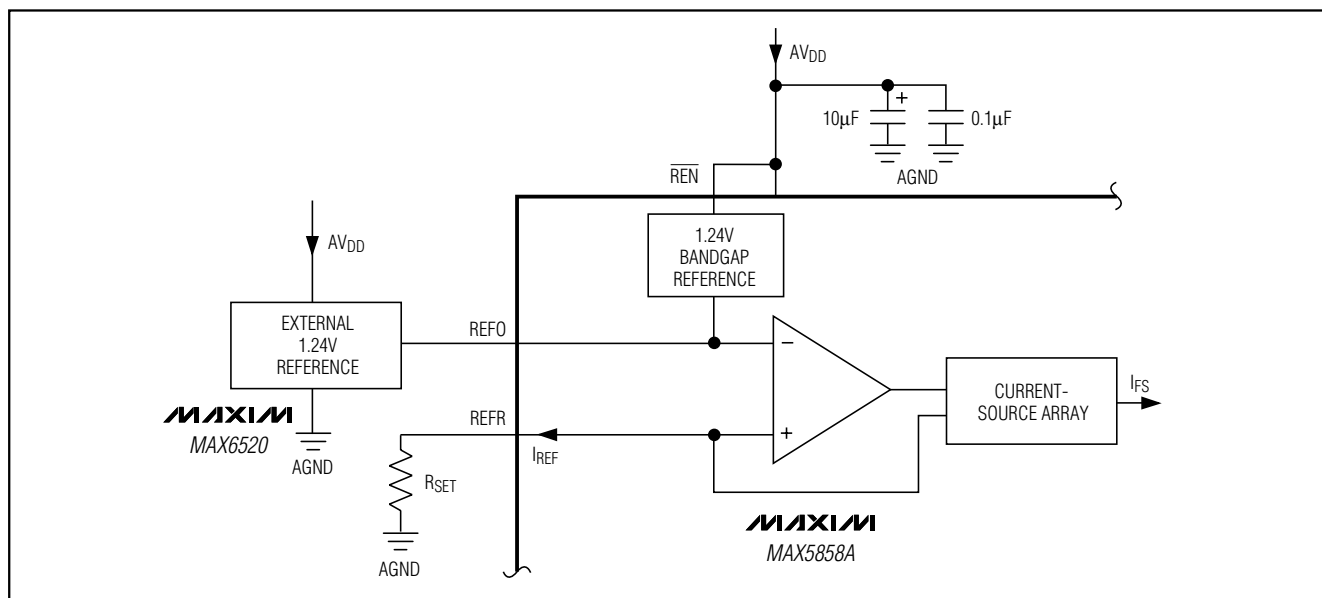 AVDD
+
10µF
0.1µF
AGND
REN
1.24V
BANDGAP
REFERENCE
AVDD
EXTERNAL
1.24V
REFERENCE
REFO
−
CURRENT-
SOURCE ARRAY
IFS
MAXIM
MAX6520
AGND
REFR
IREF
+
RSET
AGND
MAXIM
MAX5858A